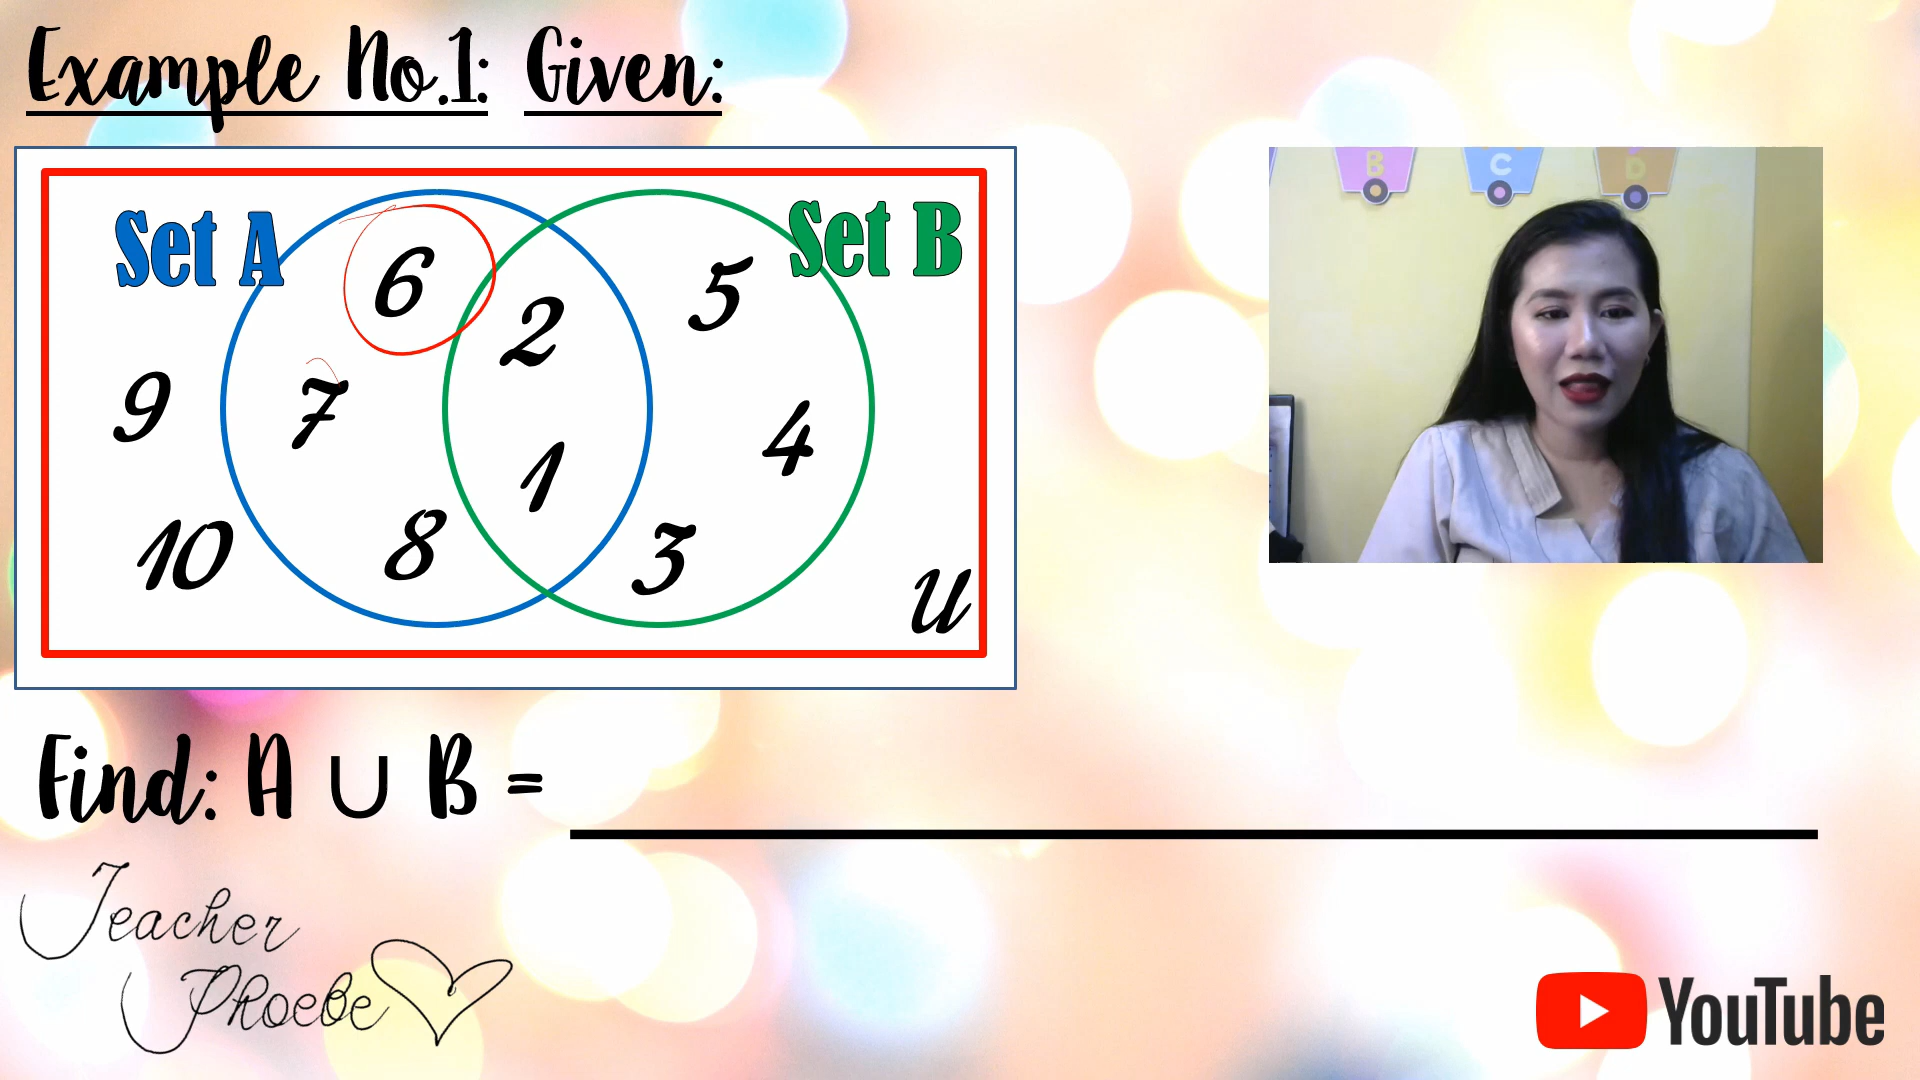 Example No.1: Given:
B C D
Set A Set B
6 5
2
9 7 4
1
10 8 3
U
Find: A ∪ B =
Teacher
Phoebe
YouTube